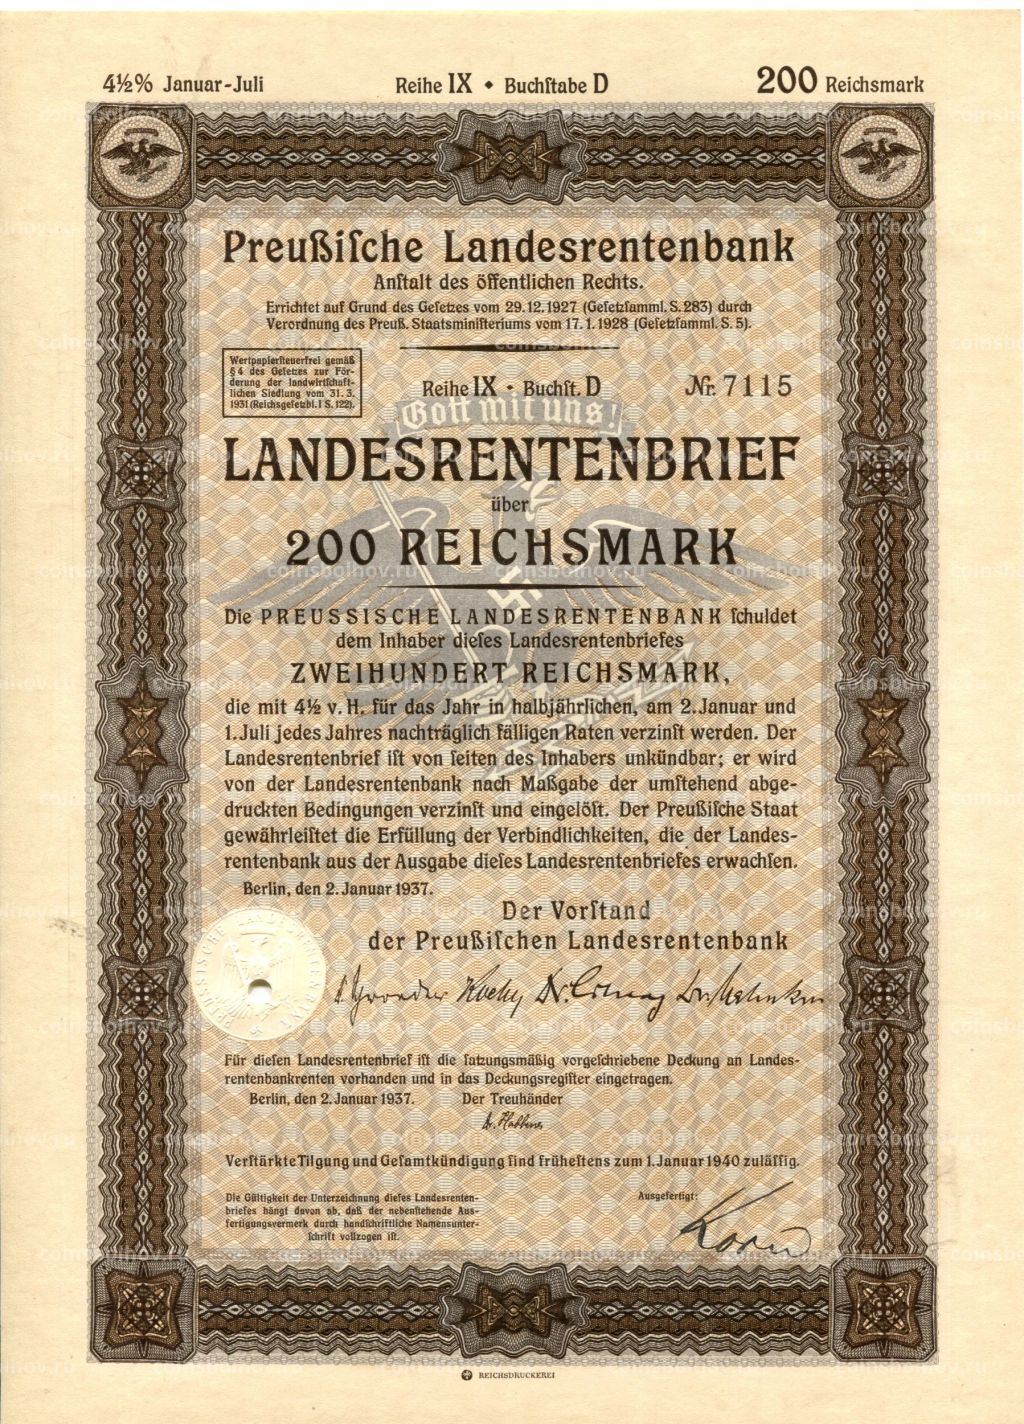 4½% Januar-Juli Reihe IX • Buchſtabe D 200 Reichsmark
Preußiſche Landesrentenbank
Anſtalt des öffentlichen Rechts.
Errichtet auf Grund des Geſetzes vom 29.12.1927 (Geſetzſamml. S. 283) durch
Verordnung des Preuß. Staatsminiſteriums vom 17.1.1928 (Geſetzſamml. S. 5).
Wertpapierſteuerfrei gemäß
§ 4 des Geſetzes zur För-
derung der landwirtſchaft-
lichen Siedlung vom 31. 3.
1931 (Reichsgeſetzbl. I S. 122).
Reihe IX • Buchſt. D Nr. 7115
Gott mit uns!
LANDESRENTENBRIEF
über
200 REICHSMARK
Die PREUSSISCHE LANDESRENTENBANK ſchuldet
dem Inhaber dieſes Landesrentenbriefes
ZWEIHUNDERT REICHSMARK,
die mit 4½ v. H. für das Jahr in halbjährlichen, am 2. Januar und
1. Juli jedes Jahres nachträglich fälligen Raten verzinſt werden. Der
Landesrentenbrief iſt von ſeiten des Inhabers unkündbar; er wird
von der Landesrentenbank nach Maßgabe der umſtehend abge-
druckten Bedingungen verzinſt und eingelöſt. Der Preußiſche Staat
gewährleiſtet die Erfüllung der Verbindlichkeiten, die der Landes-
rentenbank aus der Ausgabe dieſes Landesrentenbriefes erwachſen.
Berlin, den 2. Januar 1937.
Der Vorſtand
der Preußiſchen Landesrentenbank
Für dieſen Landesrentenbrief iſt die ſatzungsmäßig vorgeſchriebene Deckung an Landes-
rentenbankrenten vorhanden und in das Deckungsregiſter eingetragen.
Berlin, den 2. Januar 1937. Der Treuhänder
Verſtärkte Tilgung und Geſamtkündigung ſind früheſtens zum 1. Januar 1940 zuläſſig.
Die Gültigkeit der Unterzeichnung dieſes Landesrenten-
briefes hängt davon ab, daß der nebenſtehende Aus-
fertigungsvermerk durch handſchriftliche Namensunter-
ſchrift vollzogen iſt.
Ausgefertigt:
REICHSDRUCKEREI
coinsbolhov.ru